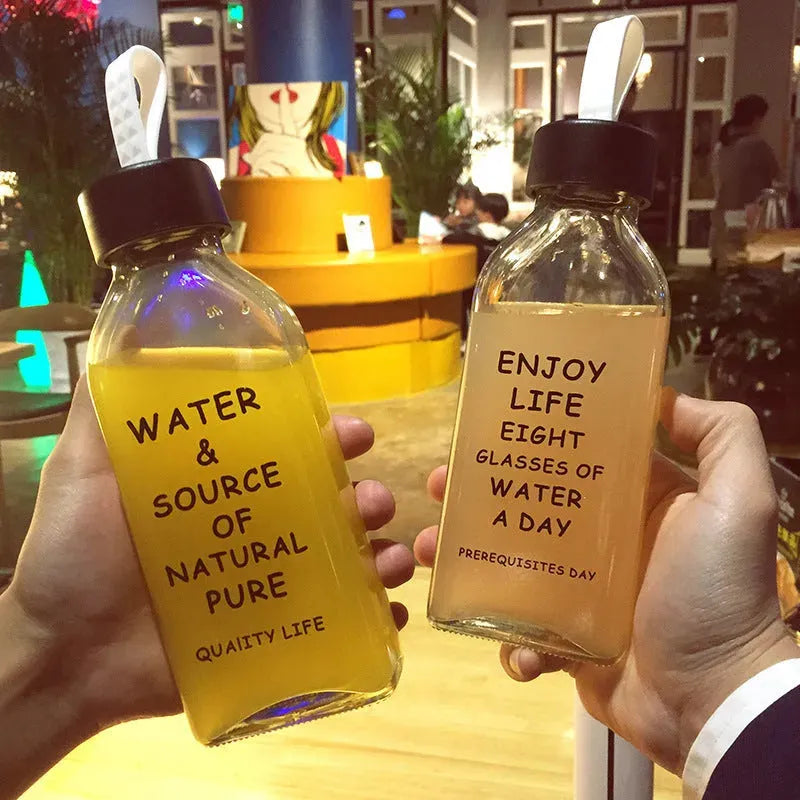 WATER
&
SOURCE
OF
NATURAL
PURE
QUAIITY LIFE
ENJOY
LIFE
EIGHT
GLASSES OF
WATER
A DAY
PREREQUISITES DAY